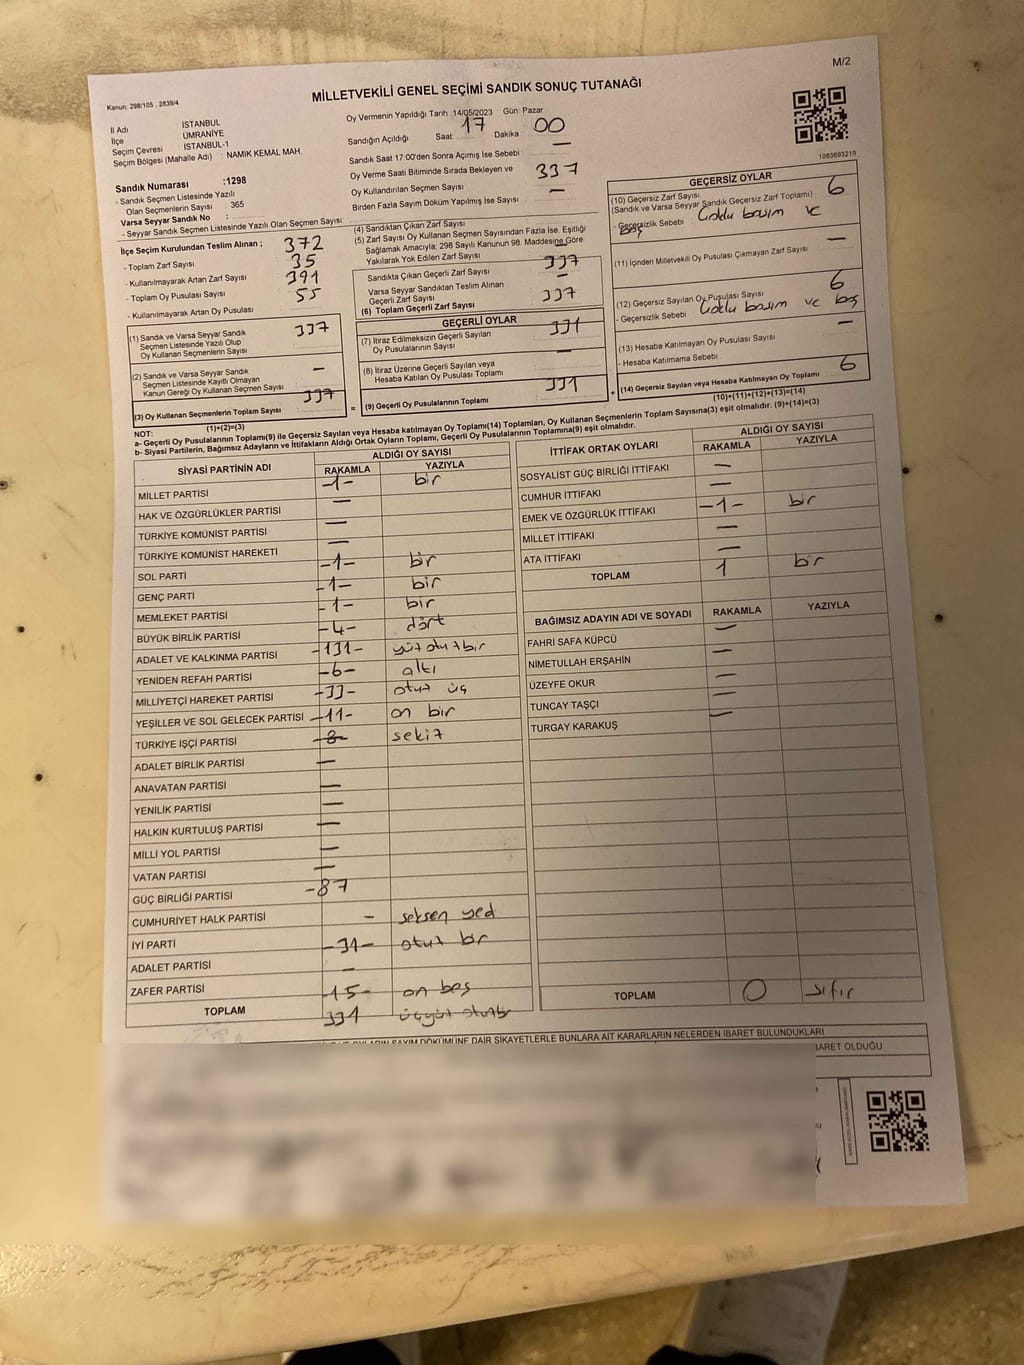 M/2
Kanun: 298/105 , 2839/4
MİLLETVEKİLİ GENEL SEÇİMİ SANDIK SONUÇ TUTANAĞI
İl Adı : İSTANBUL
İlçe ÜMRANİYE
Seçim Çevresi : İSTANBUL-1
Seçim Bölgesi (Mahalle Adı) : NAMIK KEMAL MAH.
Sandık Numarası :1298
- Sandık Seçmen Listesinde Yazılı
Olan Seçmenlerin Sayısı : 365
Varsa Seyyar Sandık No :
- Seyyar Sandık Seçmen Listesinde Yazılı Olan Seçmen Sayısı :
İlçe Seçim Kurulundan Teslim Alınan ;
- Toplam Zarf Sayısı 372
- Kullanılmayarak Artan Zarf Sayısı 35
- Toplam Oy Pusulası Sayısı 391
- Kullanılmayarak Artan Oy Pusulası 55
(1) Sandık ve Varsa Seyyar Sandık
Seçmen Listesinde Yazılı Olup
Oy Kullanan Seçmenlerin Sayısı 337
(2) Sandık ve Varsa Seyyar Sandık
Seçmen Listesinde Kayıtlı Olmayan
Kanun Gereği Oy Kullanan Seçmen Sayısı –
(3) Oy Kullanan Seçmenlerin Toplam Sayısı 337
(1)+(2)=(3)
Oy Vermenin Yapıldığı Tarih :14/05/2023 Gün: Pazar
Sandığın Açıldığı Saat: 17 Dakika 00
Sandık Saat 17:00'den Sonra Açımış İse Sebebi –
Oy Verme Saati Bitiminde Sırada Bekleyen ve
Oy Kullandırılan Seçmen Sayısı 337
Birden Fazla Sayım Döküm Yapılmış İse Sayısı –
(4) Sandıktan Çıkan Zarf Sayısı
(5) Zarf Sayısı Oy Kullanan Seçmen Sayısından Fazla İse, Eşitliği
Sağlamak Amacıyla; 298 Sayılı Kanunun 98. Maddesine Göre
Yakılarak Yok Edilen Zarf Sayısı –
Sandıkta Çıkan Geçerli Zarf Sayısı 337
Varsa Seyyar Sandıktan Teslim Alınan
Geçerli Zarf Sayısı –
(6) Toplam Geçerli Zarf Sayısı 337
GEÇERLİ OYLAR
(7) İtiraz Edilmeksizin Geçerli Sayılan
Oy Pusulalarının Sayısı 331
(8) İtiraz Üzerine Geçerli Sayılan veya
Hesaba Katılan Oy Pusulası Toplamı –
= (9) Geçerli Oy Pusulalarının Toplamı 331
1083693219
GEÇERSİZ OYLAR
(10) Geçersiz Zarf Sayısı
(Sandık ve Varsa Seyyar Sandık Geçersiz Zarf Toplamı) 6
- Geçersizlik Sebebi Çoklu basım ve
boş
(11) İçinden Milletvekili Oy Pusulası Çıkmayan Zarf Sayısı –
(12) Geçersiz Sayılan Oy Pusulası Sayısı 6
- Geçersizlik Sebebi Çoklu basım ve boş
(13) Hesaba Katılmayan Oy Pusulası Sayısı –
- Hesaba Katılmama Sebebi
+ (14) Geçersiz Sayılan veya Hesaba Katılmayan Oy Toplamı 6
(10)+(11)+(12)+(13)=(14)
NOT:
a- Geçerli Oy Pusulalarının Toplamı(9) ile Geçersiz Sayılan veya Hesaba katılmayan Oy Toplamı(14) Toplamları, Oy Kullanan Seçmenlerin Toplam Sayısına(3) eşit olmalıdır. (9)+(14)=(3)
b- Siyasi Partilerin, Bağımsız Adayların ve İttifakların Aldığı Ortak Oyların Toplamı, Geçerli Oy Pusulalarının Toplamına(9) eşit olmalıdır.
SİYASİ PARTİNİN ADI ALDIĞI OY SAYISI
RAKAMLA YAZIYLA
MİLLET PARTİSİ -1- bir
HAK VE ÖZGÜRLÜKLER PARTİSİ –
TÜRKİYE KOMÜNİST PARTİSİ –
TÜRKİYE KOMÜNİST HAREKETİ –
SOL PARTİ -1- bir
GENÇ PARTİ -1- bir
MEMLEKET PARTİSİ -1- bir
BÜYÜK BİRLİK PARTİSİ -4- dört
ADALET VE KALKINMA PARTİSİ -131- yüz otuz bir
YENİDEN REFAH PARTİSİ -6- altı
MİLLİYETÇİ HAREKET PARTİSİ -33- otuz üç
YEŞİLLER VE SOL GELECEK PARTİSİ -11- on bir
TÜRKİYE İŞÇİ PARTİSİ -8- sekiz
ADALET BİRLİK PARTİSİ –
ANAVATAN PARTİSİ –
YENİLİK PARTİSİ –
HALKIN KURTULUŞ PARTİSİ –
MİLLİ YOL PARTİSİ –
VATAN PARTİSİ –
GÜÇ BİRLİĞİ PARTİSİ -87
CUMHURİYET HALK PARTİSİ – seksen yed
İYİ PARTİ -31- otuz bir
ADALET PARTİSİ –
ZAFER PARTİSİ -15- on beş
TOPLAM 331 üçyüz otuzbir
İTTİFAK ORTAK OYLARI ALDIĞI OY SAYISI
RAKAMLA YAZIYLA
SOSYALİST GÜÇ BİRLİĞİ İTTİFAKI –
CUMHUR İTTİFAKI –
EMEK VE ÖZGÜRLÜK İTTİFAKI -1- bir
MİLLET İTTİFAKI –
ATA İTTİFAKI –
TOPLAM 1 bir
BAĞIMSIZ ADAYIN ADI VE SOYADI RAKAMLA YAZIYLA
FAHRİ SAFA KÜPCÜ –
NİMETULLAH ERŞAHİN –
ÜZEYFE OKUR –
TUNCAY TAŞÇI –
TURGAY KARAKUŞ –
TOPLAM 0 sıfır
SAYIM DÖKÜMÜNE DAİR ŞİKAYETLERLE BUNLARA AİT KARARLARIN NELERDEN İBARET BULUNDUKLARI
İBARET OLDUĞU